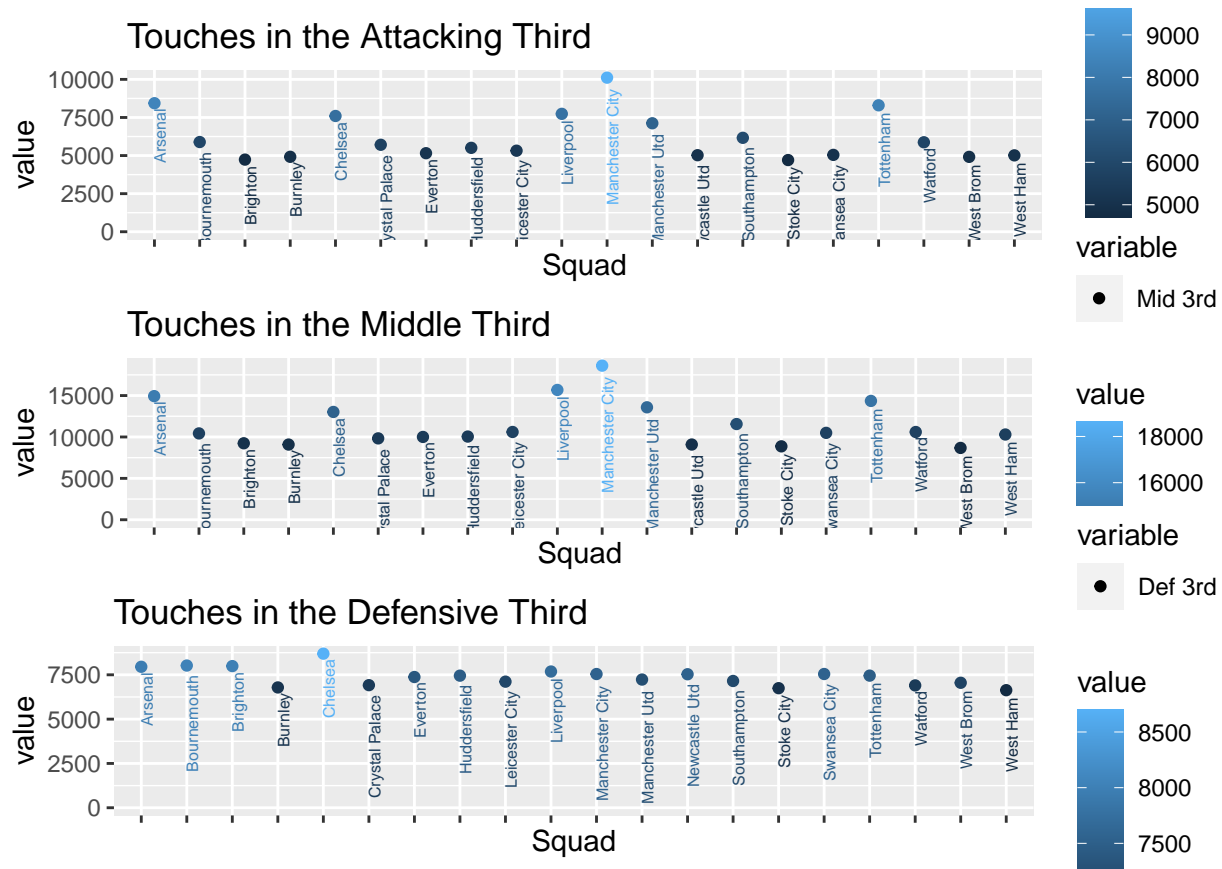 Touches in the Attacking Third
value
10000
7500
5000
2500
0
Arsenal
Bournemouth
Brighton
Burnley
Chelsea
ystal Palace
Everton
Huddersfield
icester City
Liverpool
Manchester City
Manchester Utd
wcastle Utd
Southampton
Stoke City
ansea City
Tottenham
Watford
West Brom
West Ham
Squad
9000
8000
7000
6000
5000
variable
Mid 3rd
Touches in the Middle Third
value
15000
10000
5000
0
Arsenal
ournemouth
Brighton
Burnley
Chelsea
stal Palace
Everton
Huddersfield
eicester City
Liverpool
Manchester City
Manchester Utd
castle Utd
Southampton
Stoke City
wansea City
Tottenham
Watford
West Brom
West Ham
Squad
value
18000
16000
variable
Def 3rd
Touches in the Defensive Third
value
7500
5000
2500
0
Arsenal
Bournemouth
Brighton
Burnley
Chelsea
Crystal Palace
Everton
Huddersfield
Leicester City
Liverpool
Manchester City
Manchester Utd
Newcastle Utd
Southampton
Stoke City
Swansea City
Tottenham
Watford
West Brom
West Ham
Squad
value
8500
8000
7500